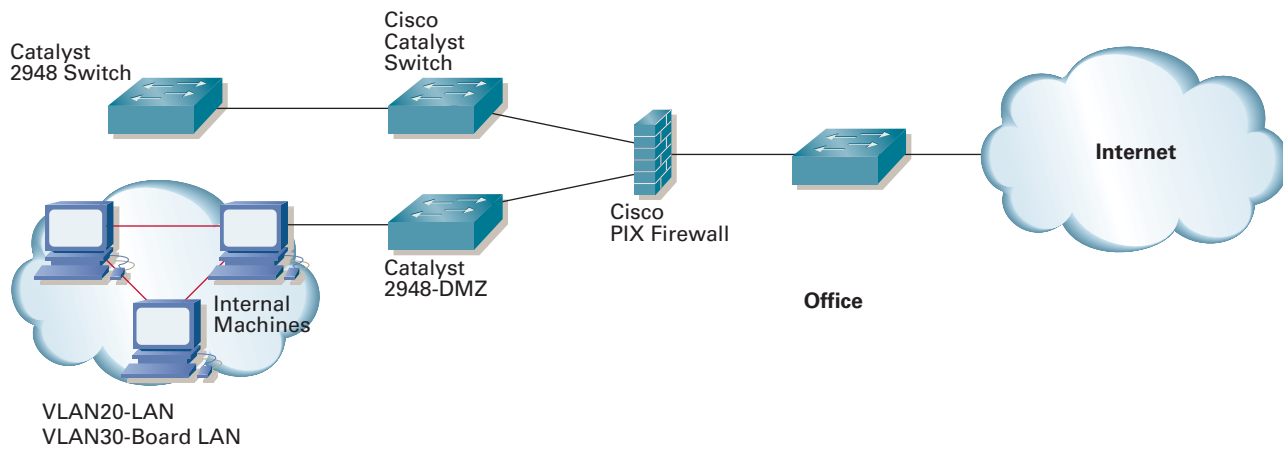 Catalyst
2948 Switch
Cisco
Catalyst
Switch
Internet
Cisco
PIX Firewall
Catalyst
2948-DMZ
Internal
Machines
Office
VLAN20-LAN
VLAN30-Board LAN